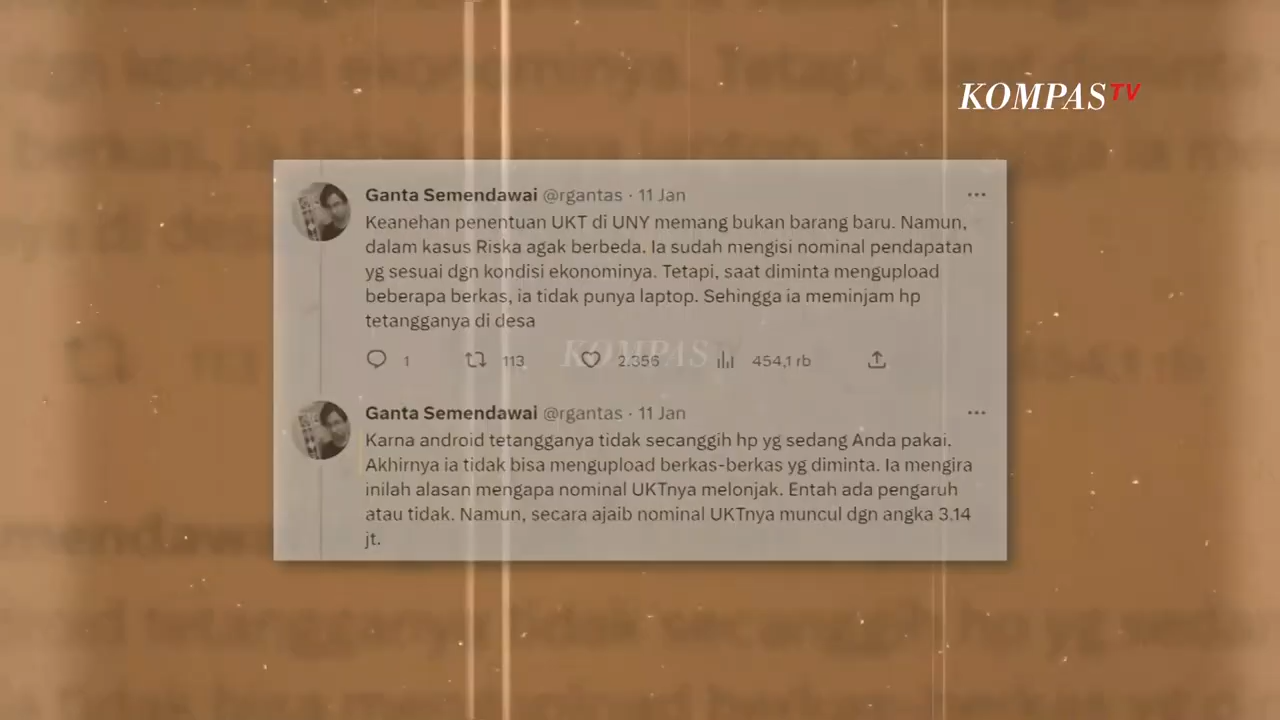 KOMPASTV
Ganta Semendawai @rgantas · 11 Jan
Keanehan penentuan UKT di UNY memang bukan barang baru. Namun,
dalam kasus Riska agak berbeda. Ia sudah mengisi nominal pendapatan
yg sesuai dgn kondisi ekonominya. Tetapi, saat diminta mengupload
beberapa berkas, ia tidak punya laptop. Sehingga ia meminjam hp
tetangganya di desa
1 113 2.356 454,1 rb
KOMPASTV
Ganta Semendawai @rgantas · 11 Jan
Karna android tetangganya tidak secanggih hp yg sedang Anda pakai.
Akhirnya ia tidak bisa mengupload berkas-berkas yg diminta. Ia mengira
inilah alasan mengapa nominal UKTnya melonjak. Entah ada pengaruh
atau tidak. Namun, secara ajaib nominal UKTnya muncul dgn angka 3.14
jt.